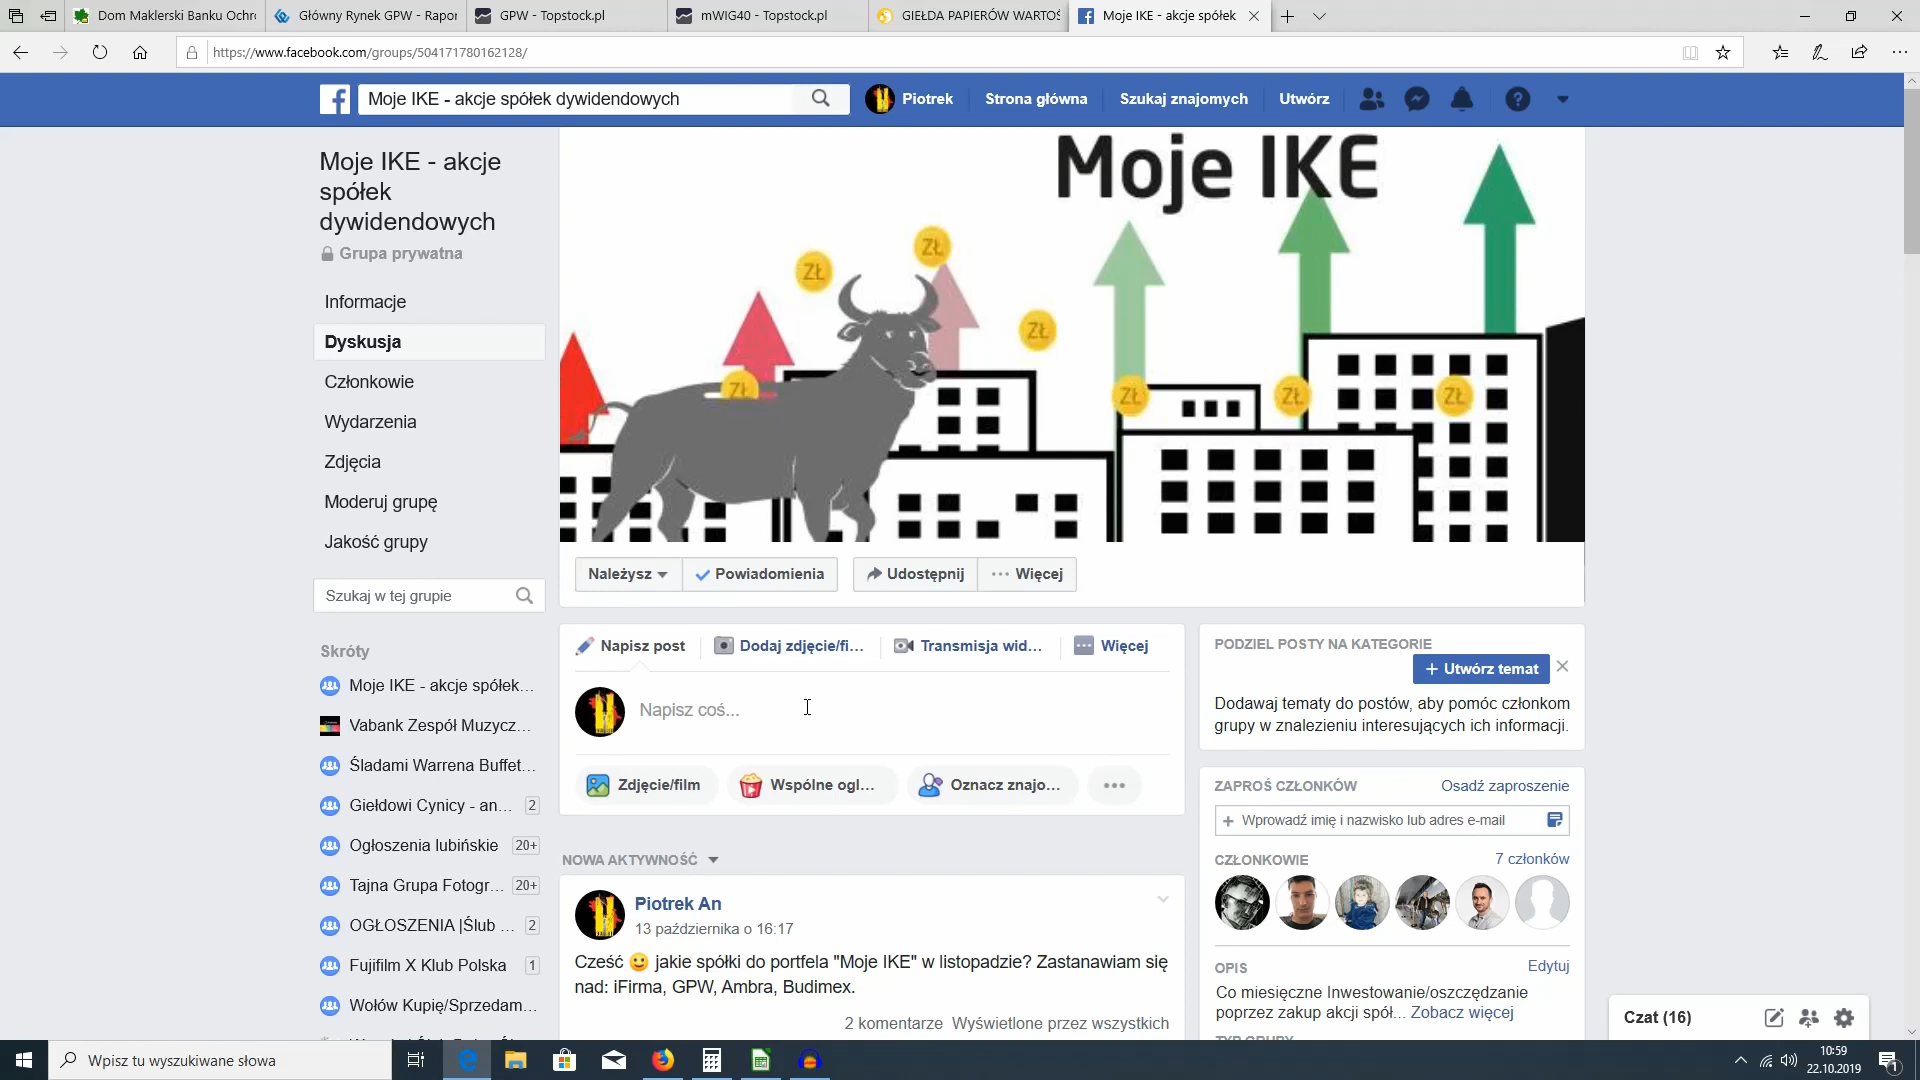 Dom Maklerski Banku Ochro
Główny Rynek GPW - Rapor
GPW - Topstock.pl
mWIG40 - Topstock.pl
GIEŁDA PAPIERÓW WARTOŚ
Moje IKE - akcje spółek
https://www.facebook.com/groups/504171780162128/
Moje IKE - akcje spółek dywidendowych
Piotrek
Strona główna
Szukaj znajomych
Utwórz
Moje IKE - akcje
spółek
dywidendowych
Grupa prywatna
Informacje
Dyskusja
Członkowie
Wydarzenia
Zdjęcia
Moderuj grupę
Jakość grupy
Szukaj w tej grupie
Skróty
Moje IKE - akcje spółek...
Vabank Zespół Muzycz...
Śladami Warrena Buffet...
Giełdowi Cynicy - an... 2
Ogłoszenia lubińskie 20+
Tajna Grupa Fotogr... 20+
OGŁOSZENIA |Ślub ... 2
Fujifilm X Klub Polska 1
Wołów Kupię/Sprzedam...
Moje IKE
ZŁ
ZŁ
ZŁ
ZŁ
ZŁ
ZŁ
ZŁ
Należysz
Powiadomienia
Udostępnij
Więcej
Napisz post
Dodaj zdjęcie/fi...
Transmisja wid...
Więcej
Napisz coś...
Zdjęcie/film
Wspólne ogl...
Oznacz znajo...
NOWA AKTYWNOŚĆ
Piotrek An
13 października o 16:17
Cześć 🙂 jakie spółki do portfela "Moje IKE" w listopadzie? Zastanawiam się
nad: iFirma, GPW, Ambra, Budimex.
2 komentarze Wyświetlone przez wszystkich
PODZIEL POSTY NA KATEGORIE
+ Utwórz temat
Dodawaj tematy do postów, aby pomóc członkom
grupy w znalezieniu interesujących ich informacji.
ZAPROŚ CZŁONKÓW
Osadź zaproszenie
+ Wprowadź imię i nazwisko lub adres e-mail
CZŁONKOWIE
7 członków
OPIS
Edytuj
Co miesięczne Inwestowanie/oszczędzanie
poprzez zakup akcji spół... Zobacz więcej
Czat (16)
Wpisz tu wyszukiwane słowa
10:59
22.10.2019
1